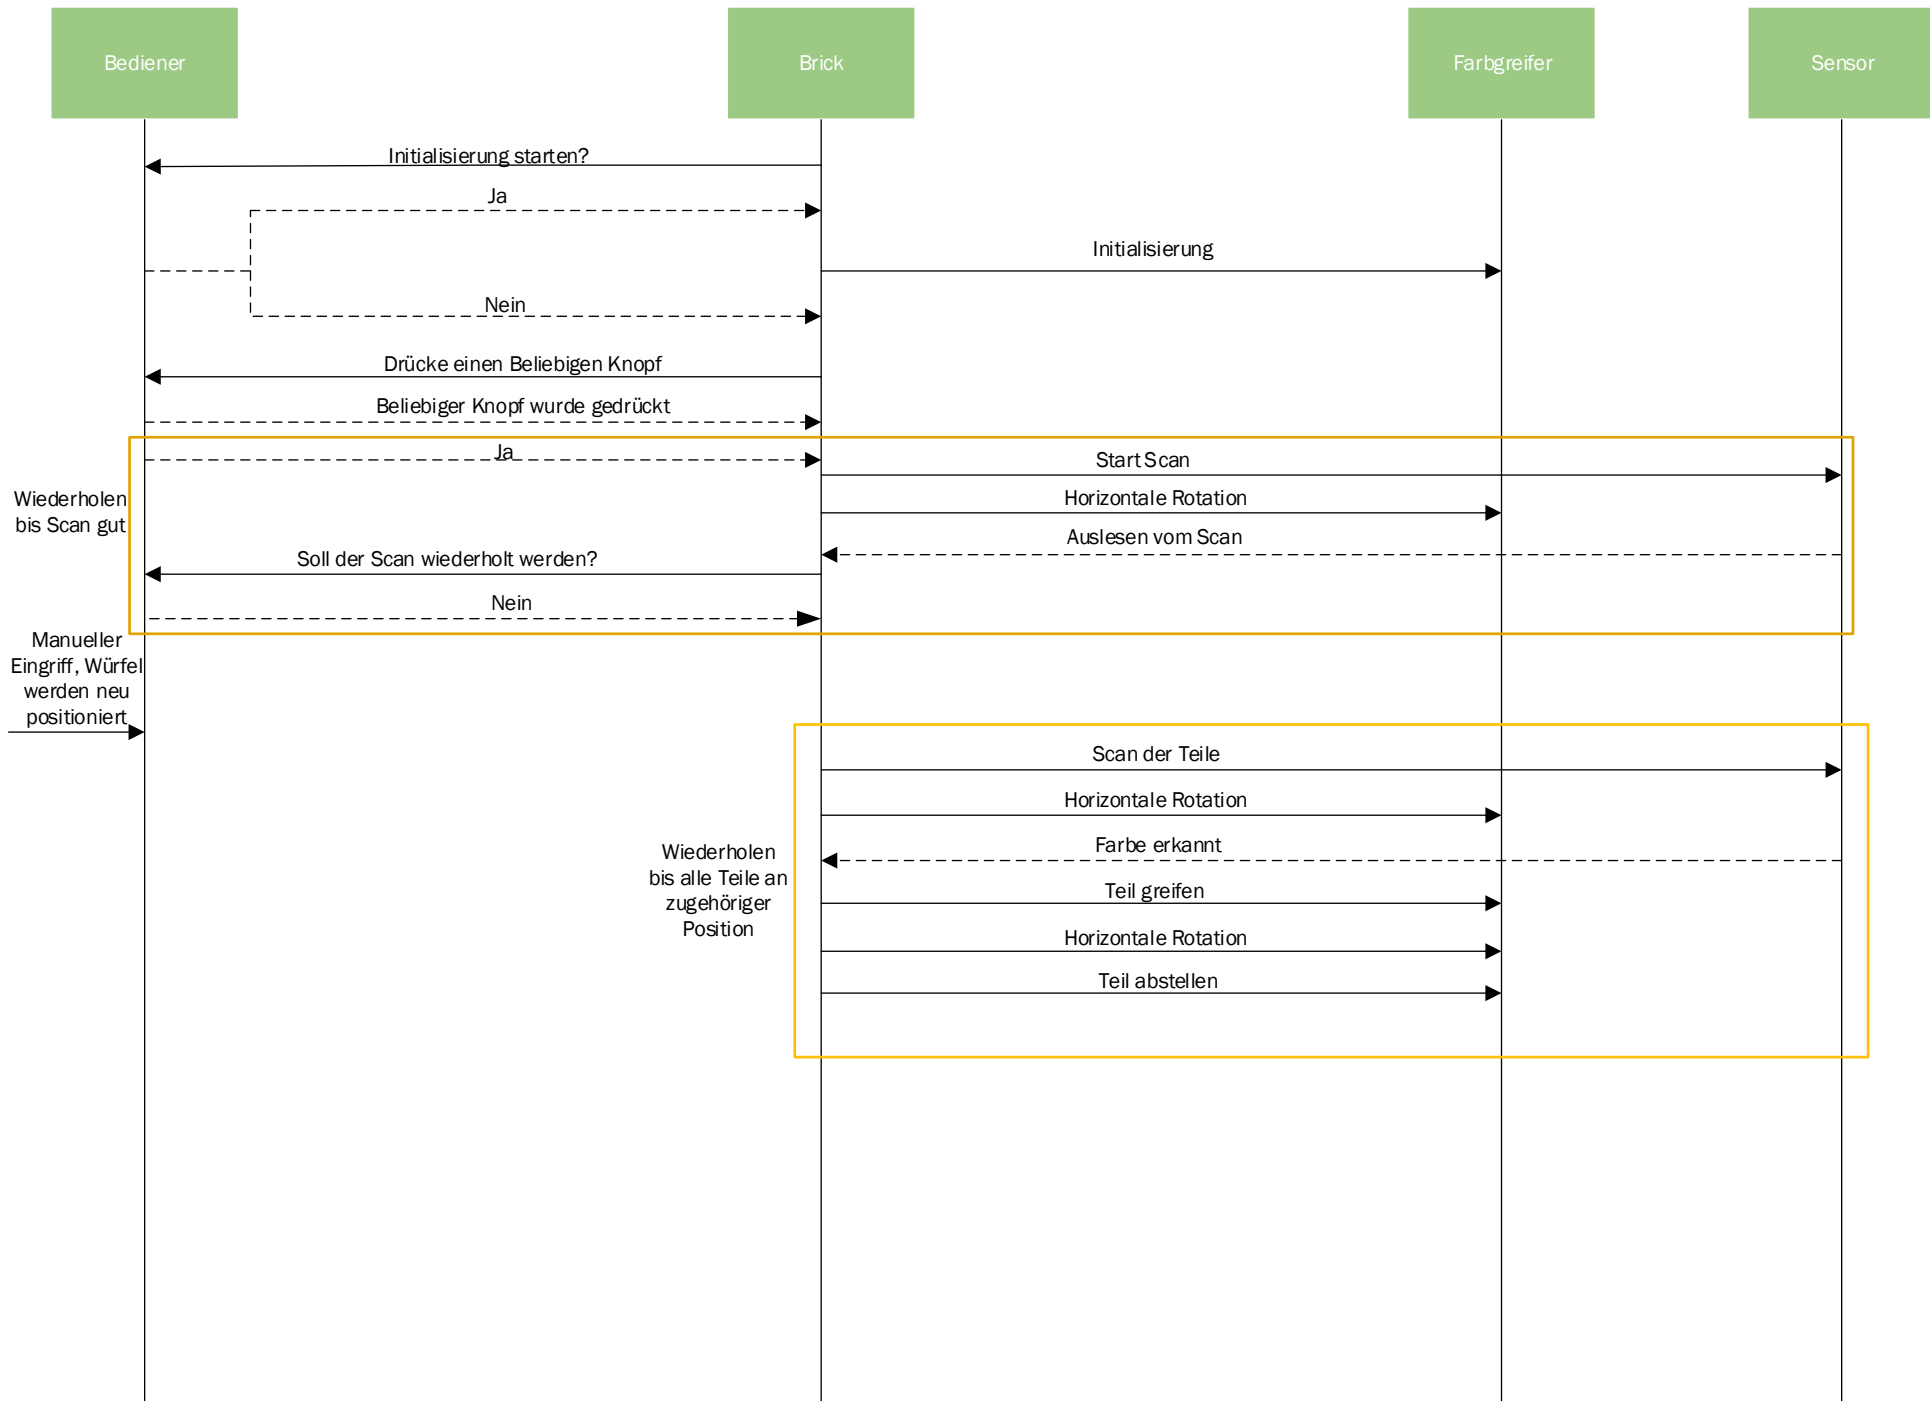 Bediener
Brick
Farbgreifer
Sensor
Initialisierung starten?
Ja
Initialisierung
Nein
Drücke einen Beliebigen Knopf
Beliebiger Knopf wurde gedrückt
Ja
Start Scan
Wiederholen
bis Scan gut
Horizontale Rotation
Auslesen vom Scan
Soll der Scan wiederholt werden?
Nein
Manueller
Eingriff, Würfel
werden neu
positioniert
Scan der Teile
Horizontale Rotation
Farbe erkannt
Wiederholen
bis alle Teile an
zugehöriger
Position
Teil greifen
Horizontale Rotation
Teil abstellen